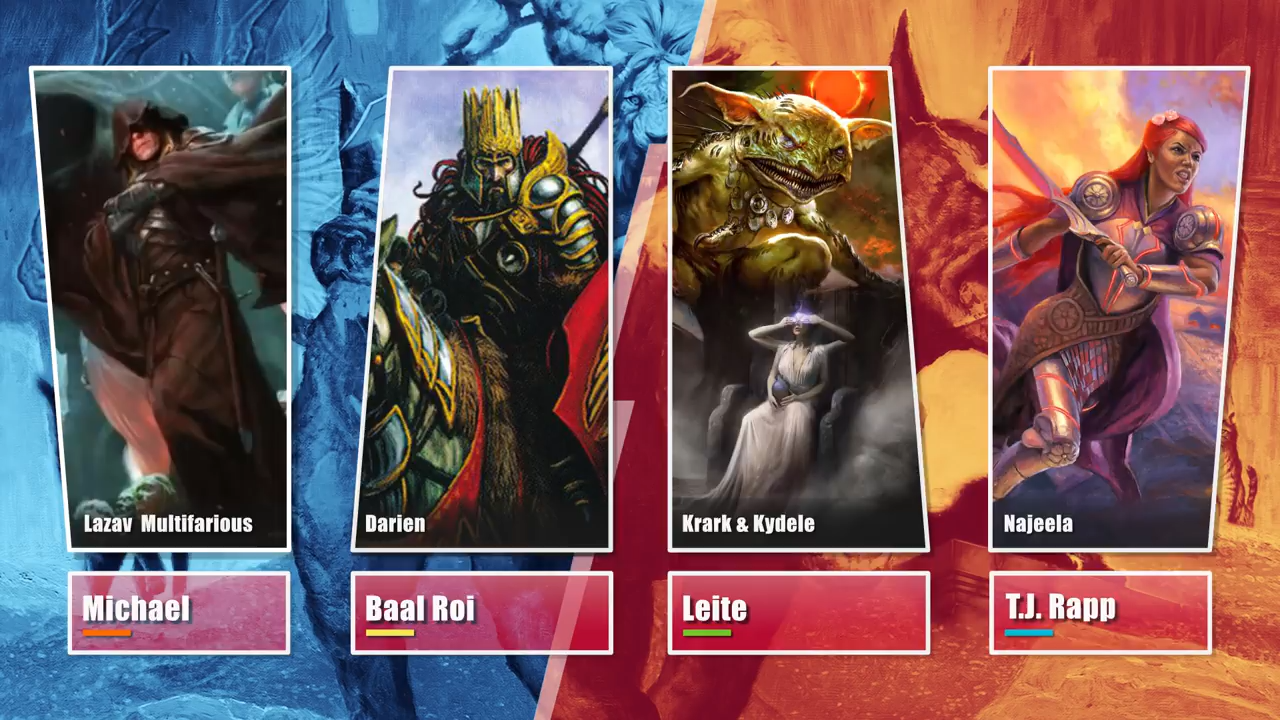 Lazav Multifarious
Darien
Krark & Kydele
Najeela
Michael
Baal Roi
Leite
T.J. Rapp